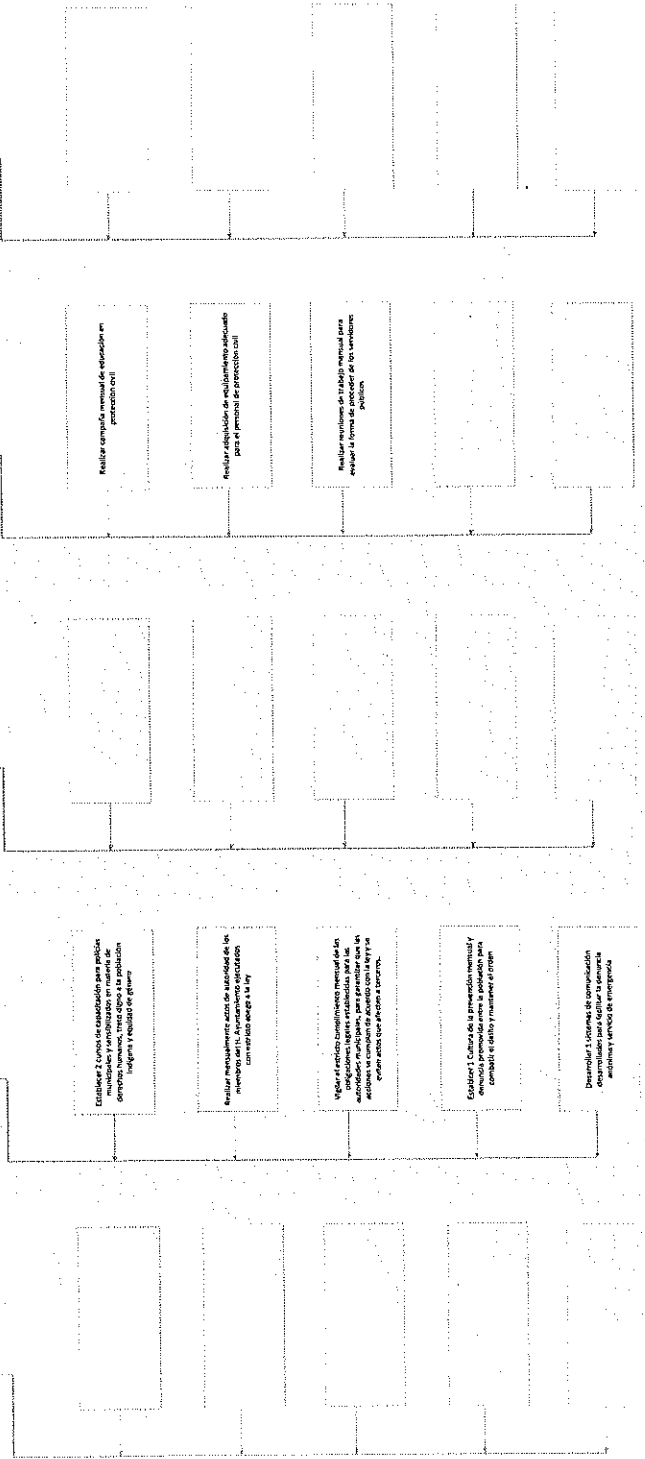 Establecer 2 cursos de capacitación para policías
municipales y sensibilizados en materia de
derechos humanos, trato digno a la población
indígena y equidad de género
Realizar mensualmente actos de autoridad de los
miembros del H. Ayuntamiento ejecutados
con estricto apego a la ley
Vigilar el estricto cumplimiento mensual de las
obligaciones legales establecidas para las
autoridades municipales, para garantizar que las
acciones se cumplan de acuerdo con la ley y se
eviten actos que afecten a terceros.
Establecer 1 Cultura de la prevención mensual y
denuncia promovida entre la población para
combatir el delito y mantener el orden
Desarrollar 1 sistemas de comunicación
desarrollados para facilitar la denuncia
anónima y servicio de emergencia
Realizar campaña mensual de educación en
protección civil
Realizar adquisición de equipamiento adecuado
para el personal de protección civil
Realizar reuniones de trabajo mensual para
evaluar la forma de proceder de los servidores
públicos